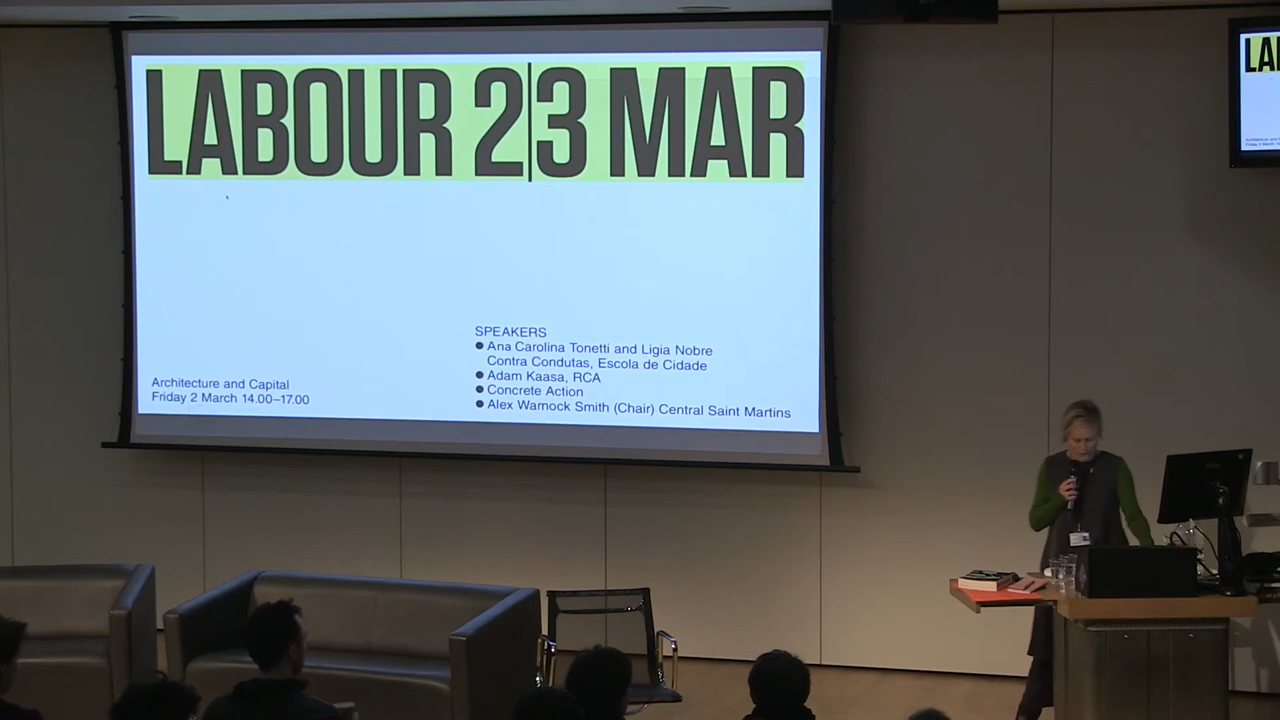 LABOUR 2|3 MAR
SPEAKERS
Ana Carolina Tonetti and Ligia Nobre
Contra Condutas, Escola de Cidade
Adam Kaasa, RCA
Concrete Action
Alex Warnock Smith (Chair) Central Saint Martins
Architecture and Capital
Friday 2 March 14.00–17.00
LA